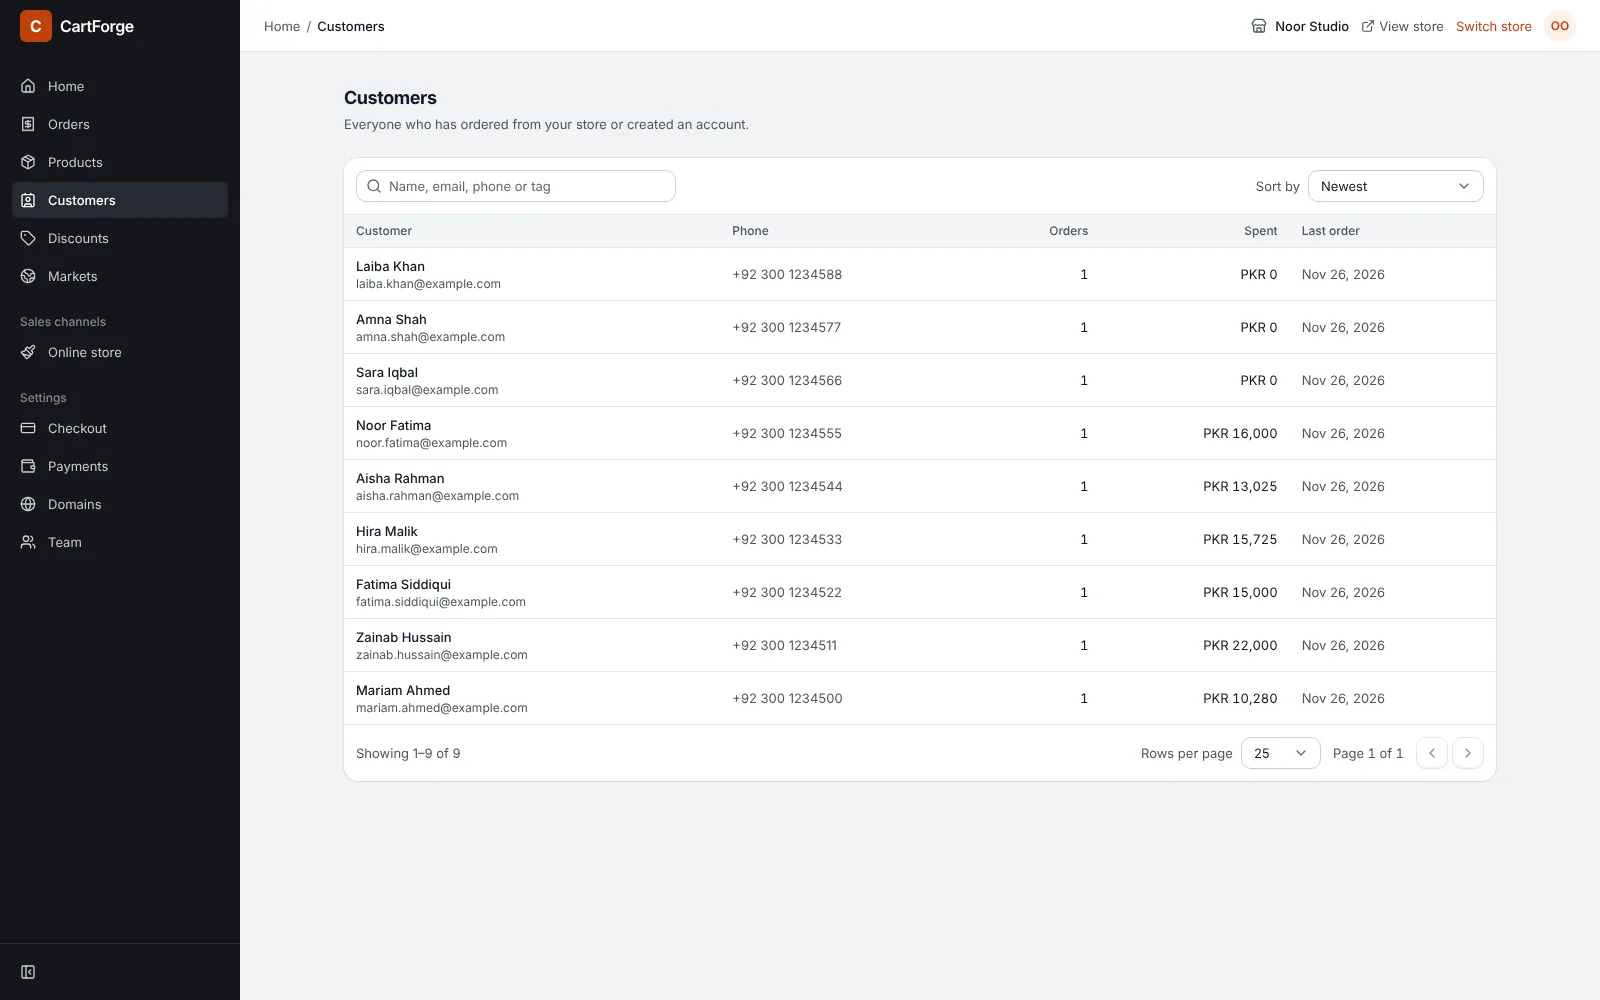 C CartForge
Home
Orders
Products
Customers
Discounts
Markets
Sales channels
Online store
Settings
Checkout
Payments
Domains
Team
Home / Customers
Noor Studio View store Switch store OO
Customers
Everyone who has ordered from your store or created an account.
Name, email, phone or tag Sort by Newest
Customer Phone Orders Spent Last order
Laiba Khan
laiba.khan@example.com
+92 300 1234588 1 PKR 0 Nov 26, 2026
Amna Shah
amna.shah@example.com
+92 300 1234577 1 PKR 0 Nov 26, 2026
Sara Iqbal
sara.iqbal@example.com
+92 300 1234566 1 PKR 0 Nov 26, 2026
Noor Fatima
noor.fatima@example.com
+92 300 1234555 1 PKR 16,000 Nov 26, 2026
Aisha Rahman
aisha.rahman@example.com
+92 300 1234544 1 PKR 13,025 Nov 26, 2026
Hira Malik
hira.malik@example.com
+92 300 1234533 1 PKR 15,725 Nov 26, 2026
Fatima Siddiqui
fatima.siddiqui@example.com
+92 300 1234522 1 PKR 15,000 Nov 26, 2026
Zainab Hussain
zainab.hussain@example.com
+92 300 1234511 1 PKR 22,000 Nov 26, 2026
Mariam Ahmed
mariam.ahmed@example.com
+92 300 1234500 1 PKR 10,280 Nov 26, 2026
Showing 1–9 of 9 Rows per page 25 Page 1 of 1